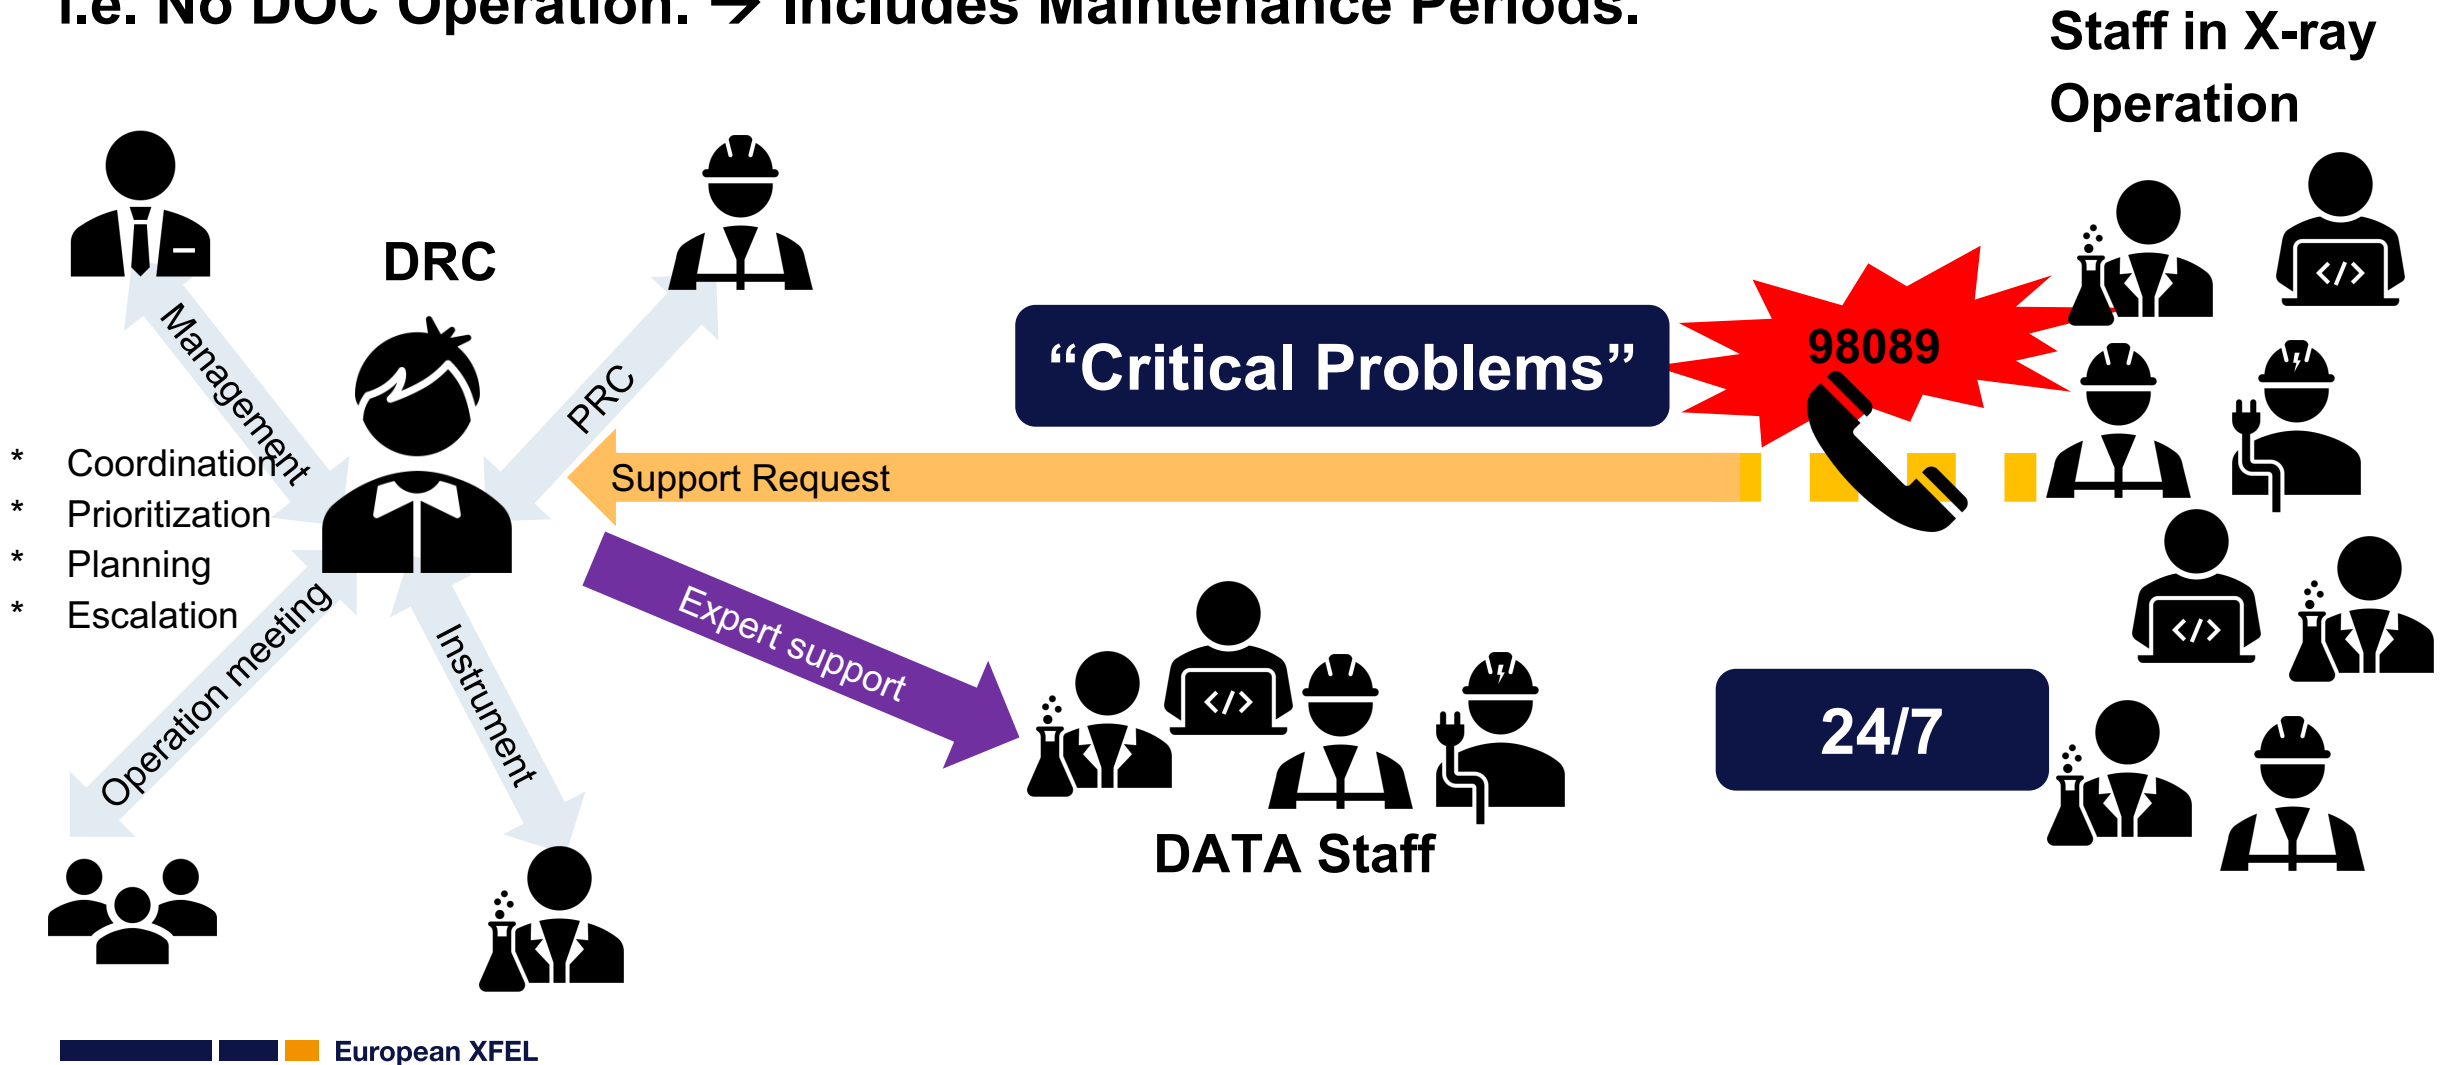 i.e. No DOC Operation. → Includes Maintenance Periods.
Staff in X-ray
Operation
DRC
Management
PRC
“Critical Problems”
98089
* Coordination
* Prioritization
* Planning
* Escalation
Support Request
Expert support
Operation meeting
Instrument
</>
</>
</>
24/7
DATA Staff
European XFEL